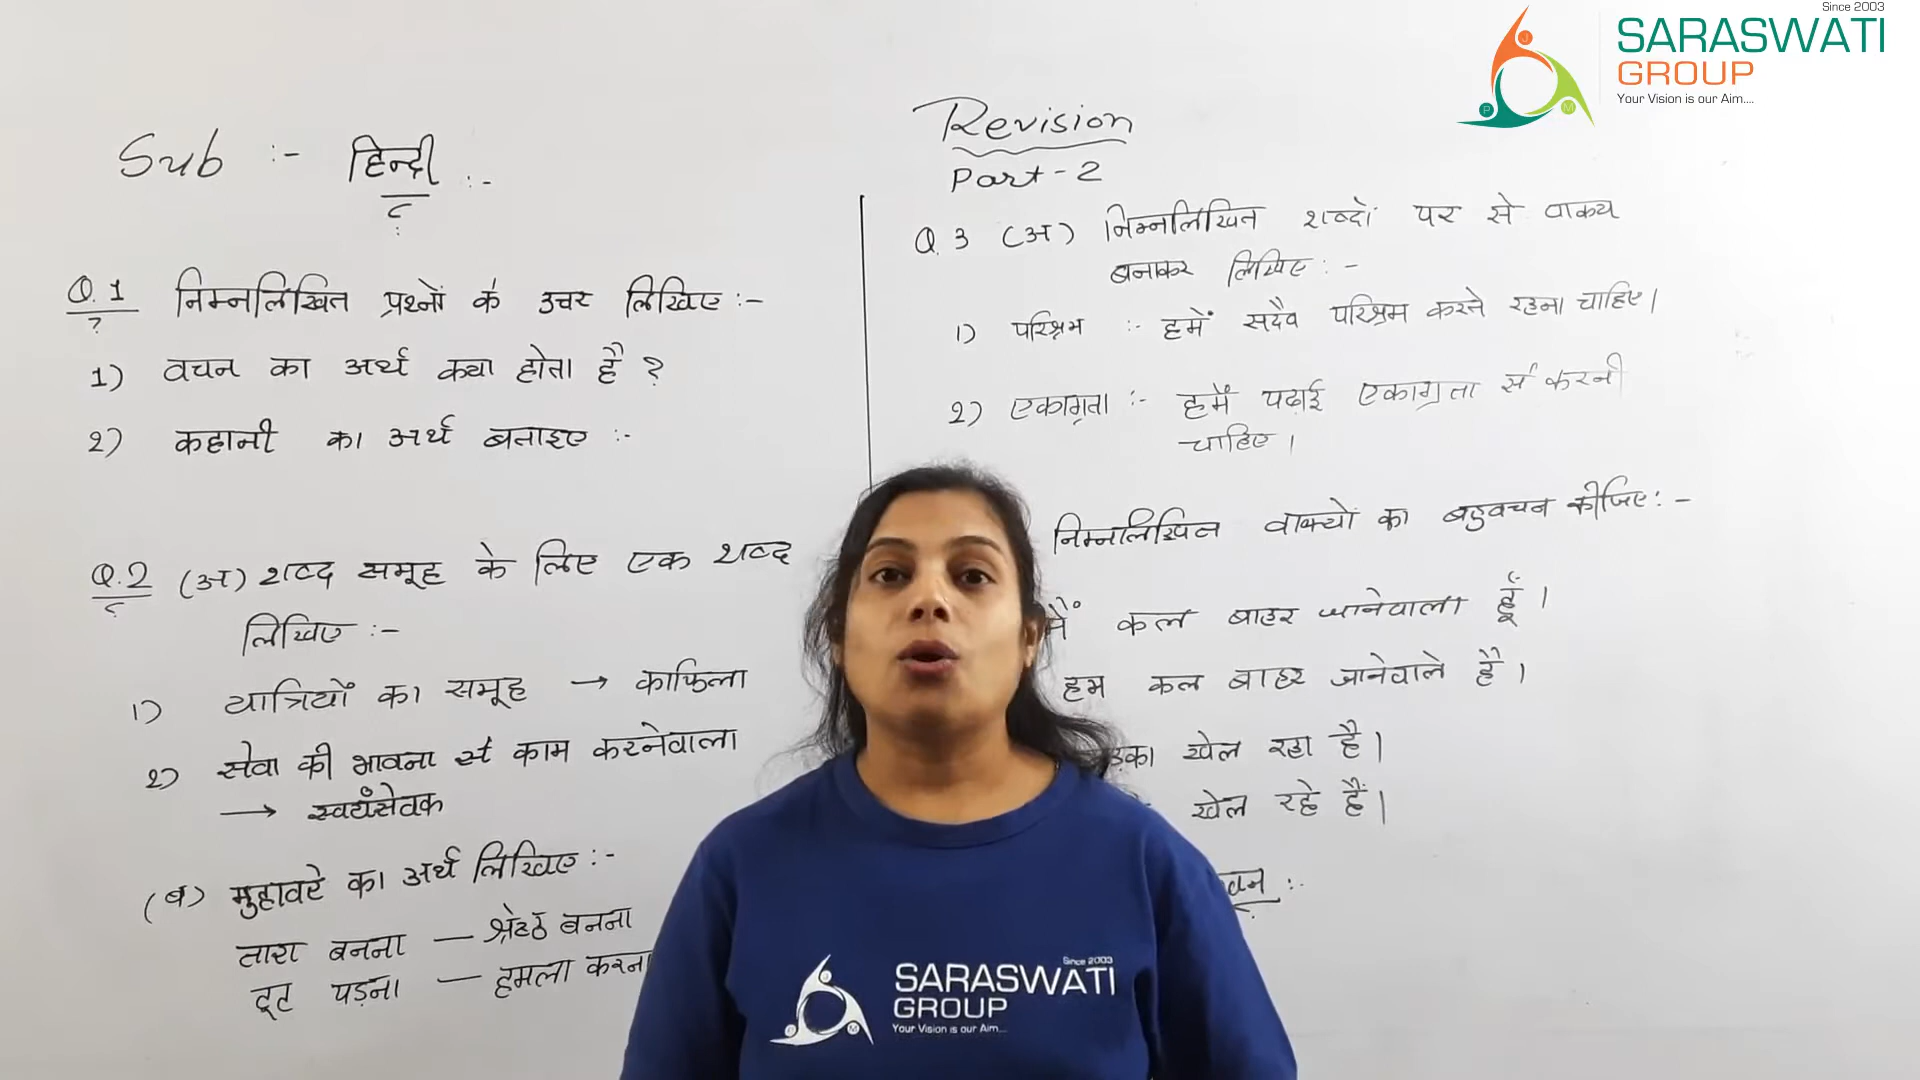 Since 2003
SARASWATI
GROUP
Your Vision is our Aim....
P J M
Sub :- हिन्दी :-
Q.1 निम्नलिखित प्रश्नों के उत्तर लिखिए :-
1) वचन का अर्थ क्या होता है ?
2) कहानी का अर्थ बताइए :-
Q.2 (अ) शब्द समूह के लिए एक शब्द
लिखिए :-
1) यात्रियों का समूह → काफिला
2) सेवा की भावना से काम करनेवाला
→ स्वयंसेवक
(ब) मुहावरे का अर्थ लिखिए :-
तारा बनना — श्रेष्ठ बनना
टूट पड़ना — हमला करना
Revision
Part-2
Q.3 (अ) निम्नलिखित शब्दों पर से वाक्य
बनाकर लिखिए :-
1) परिश्रम :- हमें सदैव परिश्रम करते रहना चाहिए।
2) एकाग्रता :- हमें पढाई एकाग्रता से करनी
चाहिए।
निम्नलिखित वाक्यों का बहुवचन कीजिए :-
मैं कल बाहर जानेवाला हूँ।
हम कल बाहर जानेवाले है।
खेल रहा है।
खेल रहे हैं।
Since 2003
SARASWATI
GROUP
Your Vision is our Aim....
P M